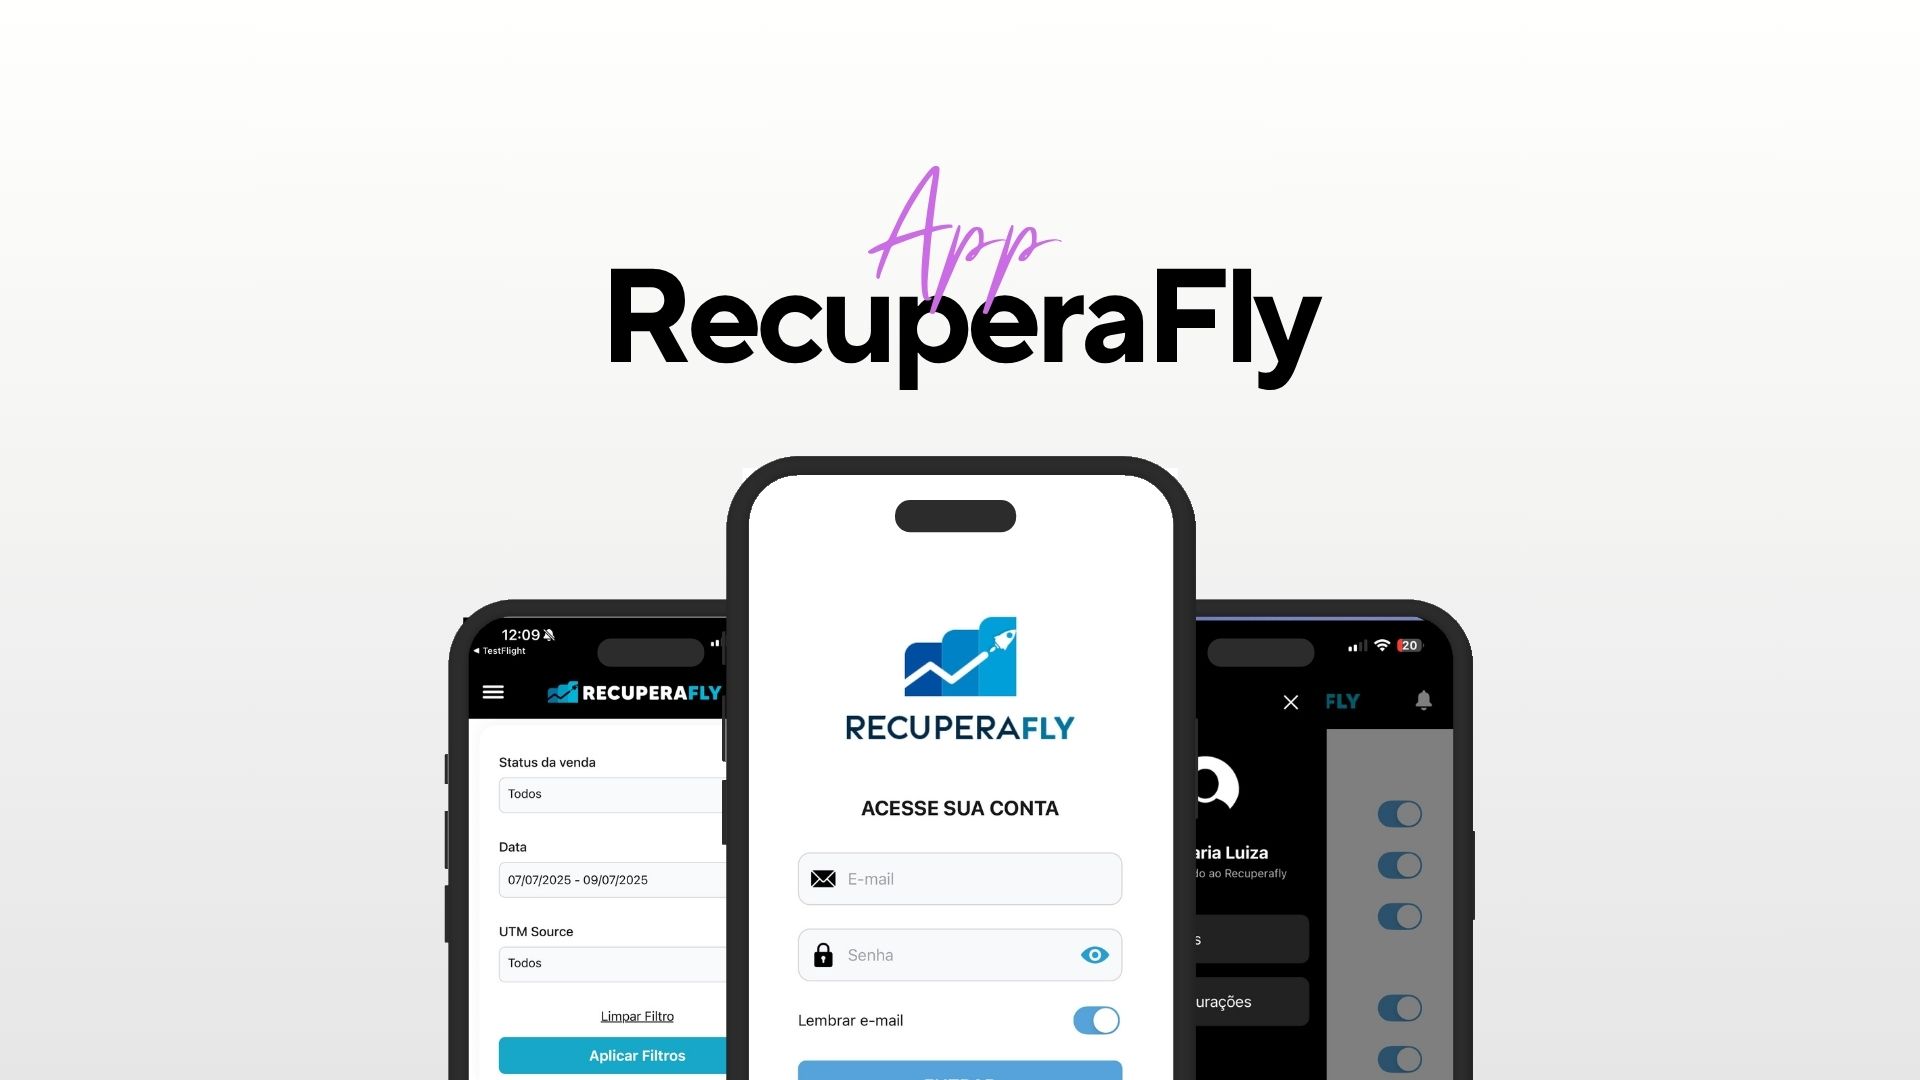 App
RecuperaFly
12:09
TestFlight
RECUPERAFLY
Status da venda
Todos
Data
07/07/2025 - 09/07/2025
UTM Source
Todos
Limpar Filtro
Aplicar Filtros
RECUPERAFLY
ACESSE SUA CONTA
E-mail
Senha
Lembrar e-mail
20
FLY
aria Luiza
do ao Recuperafly
s
urações